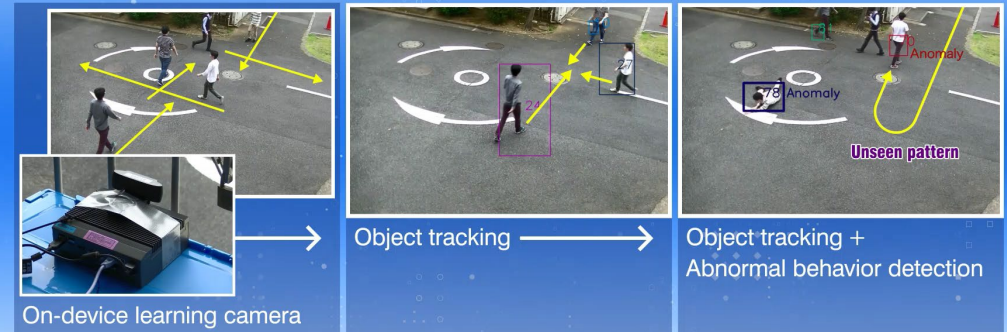 On-device learning camera
24
27
Object tracking
78 Anomaly
Anomaly
Unseen pattern
Object tracking +
Abnormal behavior detection